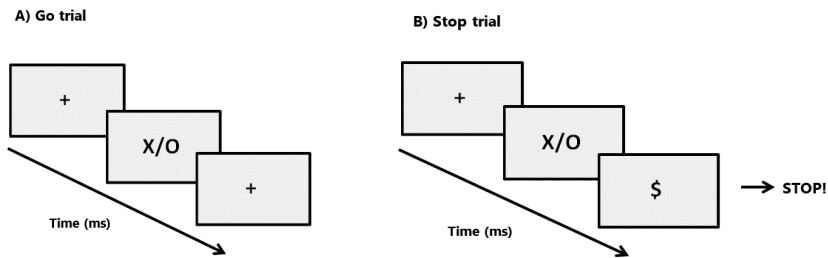 A) Go trial
+
X/O
+
Time (ms)
B) Stop trial
+
X/O
$
STOP!
Time (ms)